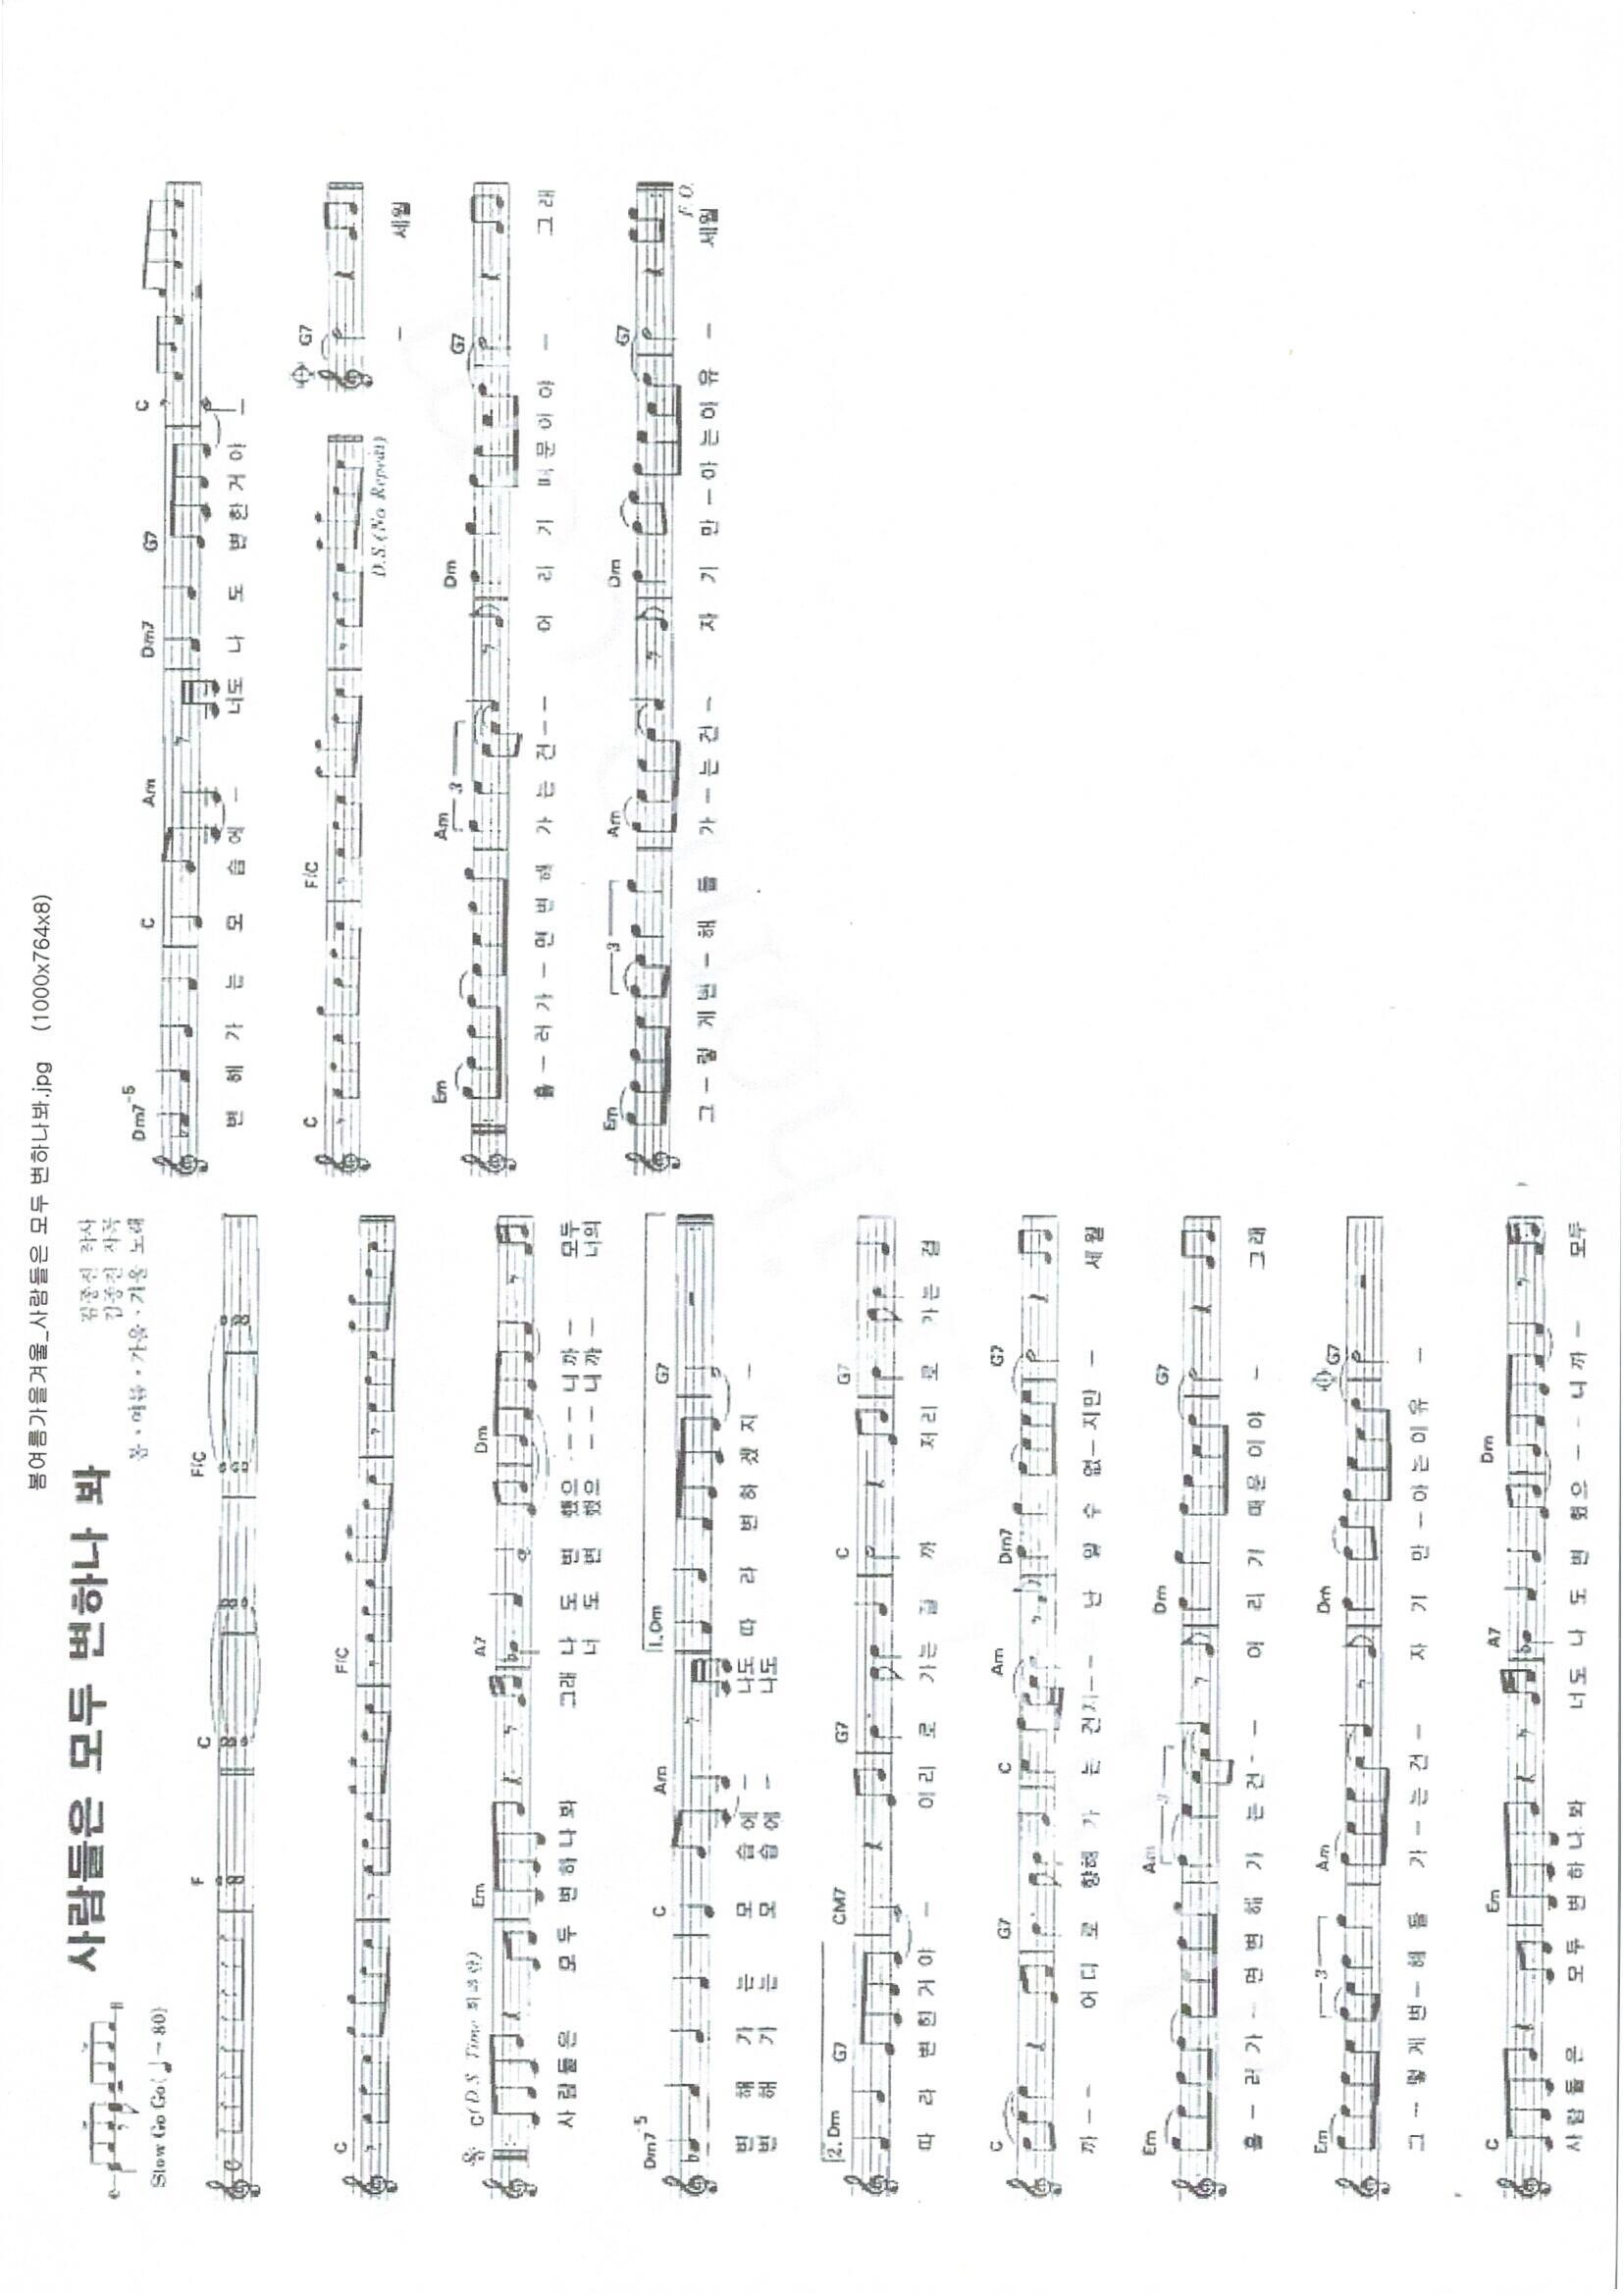 봄여름가을겨울_사람들은 모두 변하나봐.jpg (1000x764x8)
사람들은 모두 변하나 봐
김종진 작사
김종진 작곡
봄·여름·가을·겨울 노래
Slow Go Go(♩=80)
F C F/C
C F/C
C(D.S. Time Em A7 Dm
사람들은 모두 변하나봐 그래 나 도 변 했으 - - - 니까 - 모두
너 도 변 했으 - - - 니까 - 너의
Dm7-5 C Am 1.Dm G7
변 해 가 는 모 습에 - 나도 따 라 변하겠지 -
변 해 가 는 모 습에 - 나도
2.Dm G7 CM7 G7 C G7
따 라 변한거야 - 이리 로 가는 걸 까 저리 로 가는 걸
C G7 C Am Dm7 G7
까 - - 어디 로 향해 가 는 건지 - - 난 알 수 없 - 지만 - 세월
Em Am 3 Dm G7
흘 - 러가 - 면변해 가 는건 - - 어 리 기 때문이야 - 그래
Em 3 Am Dm G7
그 - 렇게변 - 해 들 가 - 는건 - 자 기 만 - 아는이유 -
C Em A7 Dm
사람들은 모두 변하나봐 너도 나 도 변 했으 - - - 니까 - 모두
Dm7-5 C Am Dm7 G7 C
변 해 가 는 모 습에 - 너도 나 도 변한거야 -
C F/C G7
D.S.(No Repeat)
- 세월
Em Am 3 Dm G7
흘 - 러가 - 면변해 가 는건 - - 어 리 기 때문이야 - 그래
Em 3 Am Dm G7
F.O.
그 - 렇게변 - 해 들 가 - 는건 - 자 기 만 - 아는이유 - 세월